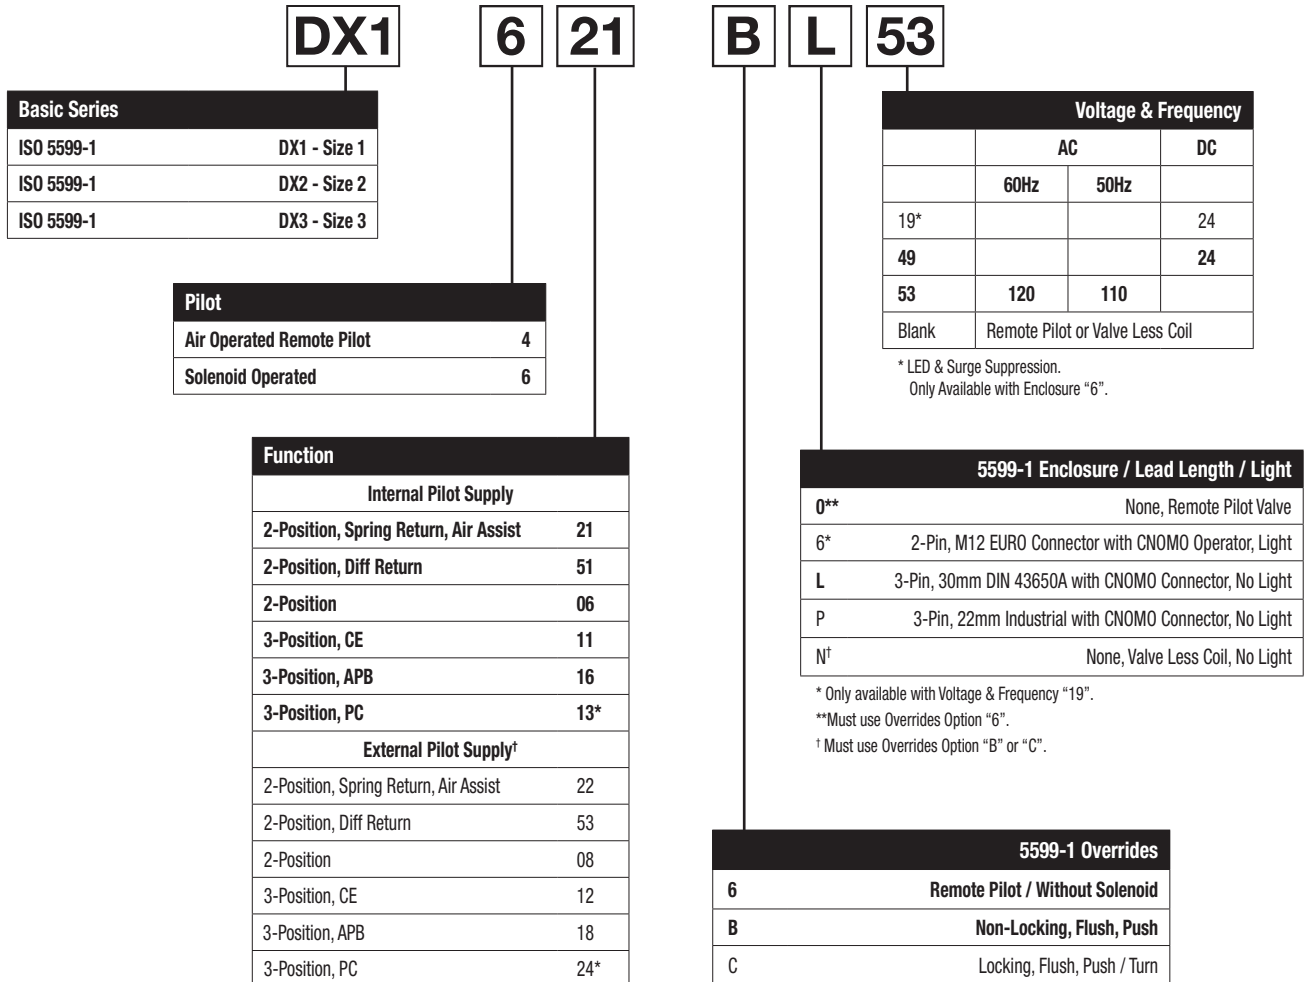 DX1 6 21 B L 53
Basic Series
ISO 5599-1 DX1 - Size 1
ISO 5599-1 DX2 - Size 2
ISO 5599-1 DX3 - Size 3
Pilot
Air Operated Remote Pilot 4
Solenoid Operated 6
Function
Internal Pilot Supply
2-Position, Spring Return, Air Assist 21
2-Position, Diff Return 51
2-Position 06
3-Position, CE 11
3-Position, APB 16
3-Position, PC 13*
External Pilot Supply†
2-Position, Spring Return, Air Assist 22
2-Position, Diff Return 53
2-Position 08
3-Position, CE 12
3-Position, APB 18
3-Position, PC 24*
Voltage & Frequency
AC DC
60Hz 50Hz
19* 24
49 24
53 120 110
Blank Remote Pilot or Valve Less Coil
* LED & Surge Suppression.
Only Available with Enclosure “6”.
5599-1 Enclosure / Lead Length / Light
0** None, Remote Pilot Valve
6* 2-Pin, M12 EURO Connector with CNOMO Operator, Light
L 3-Pin, 30mm DIN 43650A with CNOMO Connector, No Light
P 3-Pin, 22mm Industrial with CNOMO Connector, No Light
N† None, Valve Less Coil, No Light
* Only available with Voltage & Frequency “19”.
**Must use Overrides Option “6”.
† Must use Overrides Option “B” or “C”.
5599-1 Overrides
6 Remote Pilot / Without Solenoid
B Non-Locking, Flush, Push
C Locking, Flush, Push / Turn